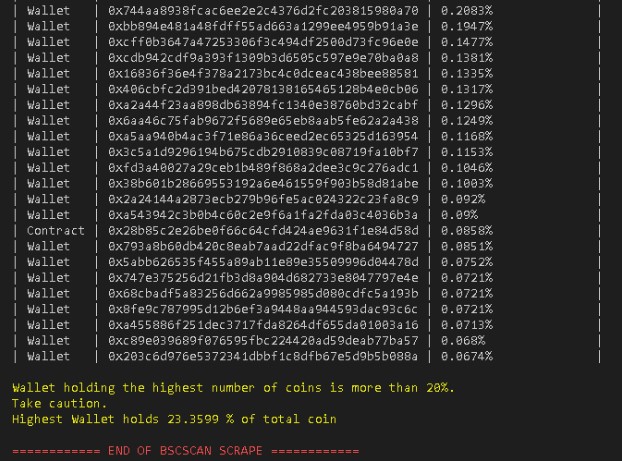 | Wallet | 0x744aa8938fcac6ee2e2c4376d2fc203815980a70 | 0.2083% |
| Wallet | 0xbb894e481a48fdff55ad663a1299ee4959b91a3e | 0.1947% |
| Wallet | 0xcff0b3647a47253306f3c494df2500d73fc96e0e | 0.1477% |
| Wallet | 0xcdb942cdf9a393f1309b3d6505c597e9e70ba0a8 | 0.1381% |
| Wallet | 0x16836f36e4f378a2173bc4c0dceac438bee88581 | 0.1335% |
| Wallet | 0x406cbfc2d391bed42078138165465128b4e0cb06 | 0.1317% |
| Wallet | 0xa2a44f23aa898db63894fc1340e38760bd32cabf | 0.1296% |
| Wallet | 0x6aa46c75fab9672f5689e65eb8aab5fe62a2a438 | 0.1249% |
| Wallet | 0xa5aa940b4ac3f71e86a36ceed2ec65325d163954 | 0.1168% |
| Wallet | 0x3c5a1d9296194b675cdb2910839c08719fa10bf7 | 0.1153% |
| Wallet | 0xfd3a40027a29ceb1b489f868a2dee3c9c276adc1 | 0.1046% |
| Wallet | 0x38b601b28669553192a6e461559f903b58d81abe | 0.1003% |
| Wallet | 0x2a24144a2873ecb279b96fe5ac024322c23fa8c9 | 0.092% |
| Wallet | 0xa543942c3b0b4c60c2e9f6a1fa2fda03c4036b3a | 0.09% |
| Contract | 0x28b85c2e26be0f66c64cfd424ae9631f1e84d58d | 0.0858% |
| Wallet | 0x793a8b60db420c8eab7aad22dfac9f8ba6494727 | 0.0851% |
| Wallet | 0x5abb626535f455a89ab11e89e35509996d04478d | 0.0752% |
| Wallet | 0x747e375256d21fb3d8a904d682733e8047797e4e | 0.0721% |
| Wallet | 0x68cbadf5a83256d662a9985985d080cdfc5a193b | 0.0721% |
| Wallet | 0x8fe9c787995d12b6ef3a9448aa944593dac93c6c | 0.0721% |
| Wallet | 0xa455886f251dec3717fda8264df655da01003a16 | 0.0713% |
| Wallet | 0xc89e039689f076595fbc224420ad59deab77ba57 | 0.068% |
| Wallet | 0x203c6d976e5372341dbbf1c8dfb67e5d9b5b088a | 0.0674% |
Wallet holding the highest number of coins is more than 20%.
Take caution.
Highest Wallet holds 23.3599 % of total coin
============ END OF BSCSCAN SCRAPE ============